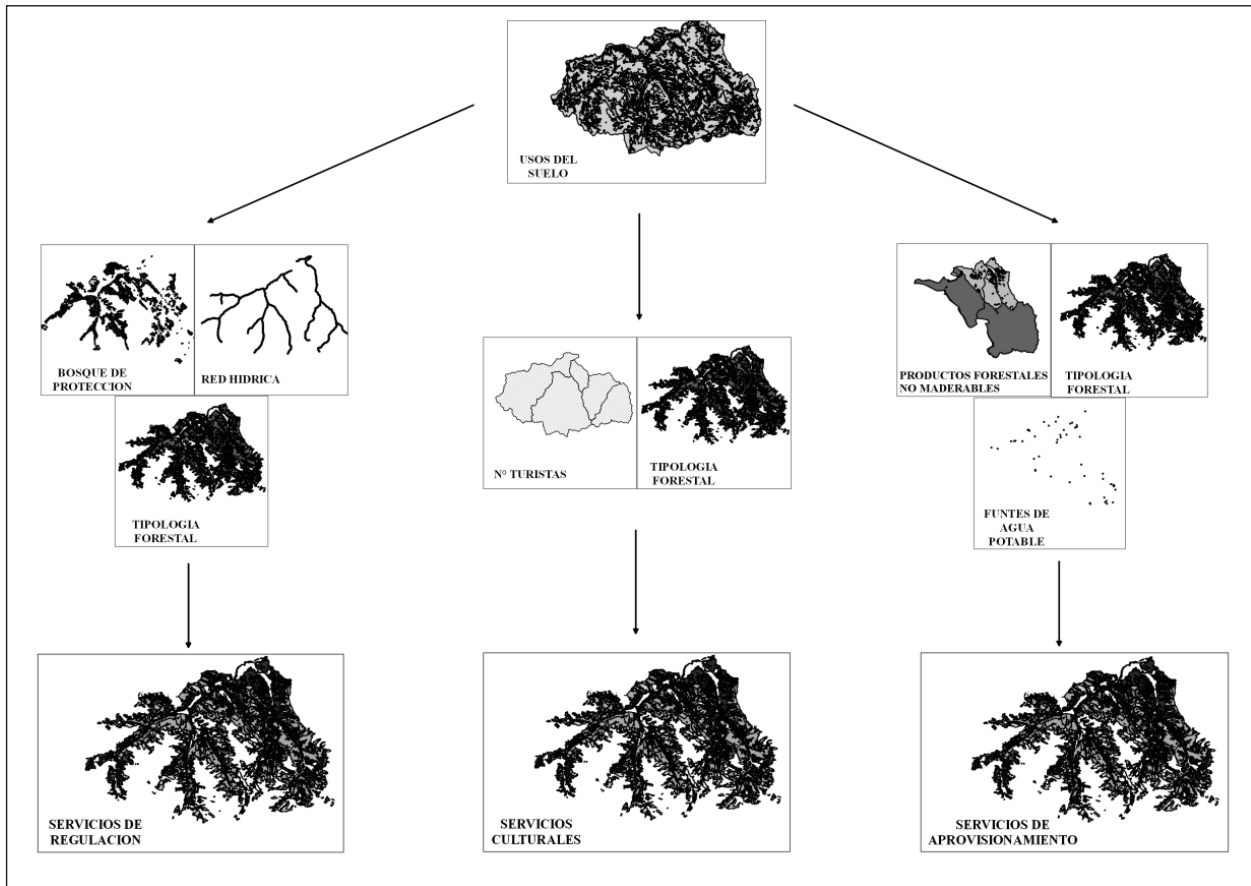 USOS DEL
SUELO
BOSQUE DE
PROTECCION
RED HIDRICA
TIPOLOGIA
FORESTAL
N° TURISTAS
TIPOLOGIA
FORESTAL
PRODUCTOS FORESTALES
NO MADERABLES
TIPOLOGIA
FORESTAL
FUNTES DE
AGUA
POTABLE
SERVICIOS DE
REGULACION
SERVICIOS
CULTURALES
SERVICIOS DE
APROVISIONAMIENTO